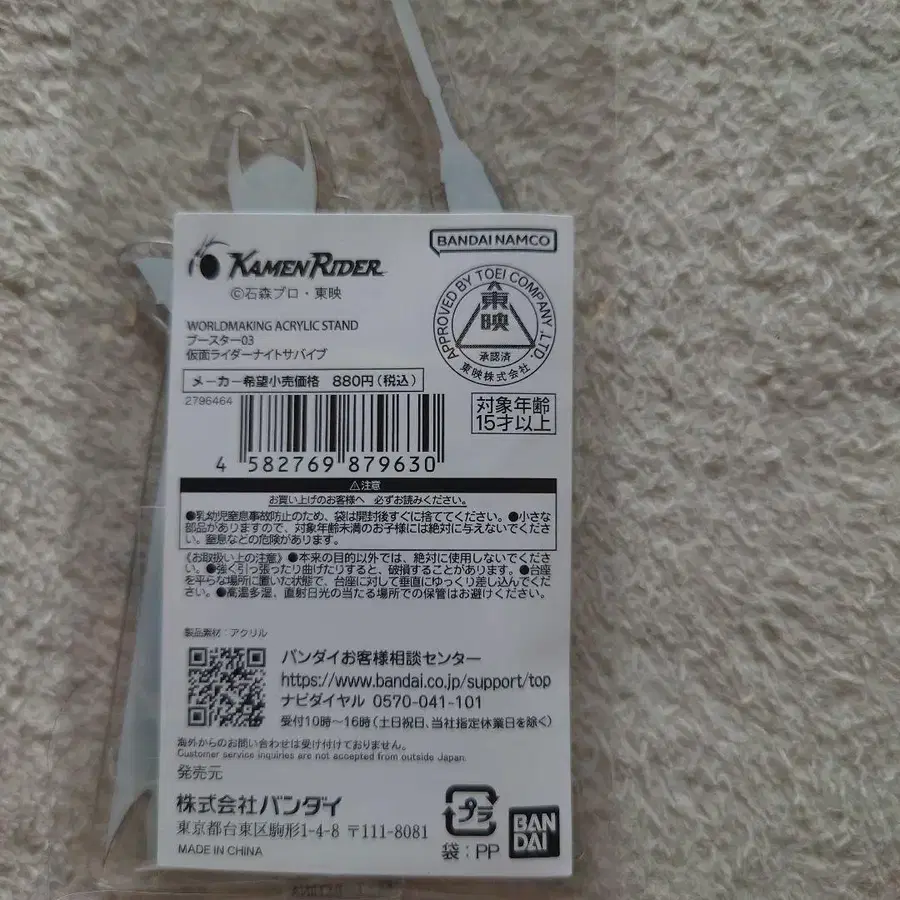 KAMEN RIDER
©石森プロ・東映
BANDAI NAMCO
APPROVED BY TOEI COMPANY, LTD.
東映
承認済
東映株式会社
WORLDMAKING ACRYLIC STAND
ブースター03
仮面ライダーナイトサバイブ
メーカー希望小売価格 880円(税込)
2796464
4 582769 879630
対象年齢
15才以上
⚠注意
お買い上げのお客様へ 必ずお読みください。
●乳幼児窒息事故防止のため、袋は開封後すぐに捨ててください。●小さな
部品がありますので、対象年齢未満のお子様には絶対に与えないでくださ
い。窒息などの危険があります。
《お取扱い上の注意》●本来の目的以外では、絶対に使用しないでくださ
い。●強く引っ張ったり曲げたりすると、破損することがあります。●台座
を平らな場所に置いた状態で、台座に対して垂直にゆっくり差し込んでくだ
さい。●高温多湿、直射日光の当たる場所での保管はお避けください。
製品素材:アクリル
バンダイお客様相談センター
https://www.bandai.co.jp/support/top
ナビダイヤル 0570-041-101
受付10時~16時(土日祝日、当社指定休業日を除く)
海外からのお問い合わせは受け付けておりません。
Customer service inquiries are not accepted from outside Japan.
発売元
株式会社バンダイ
東京都台東区駒形1-4-8 〒111-8081
MADE IN CHINA
プラ
袋:PP
BAN
DAI